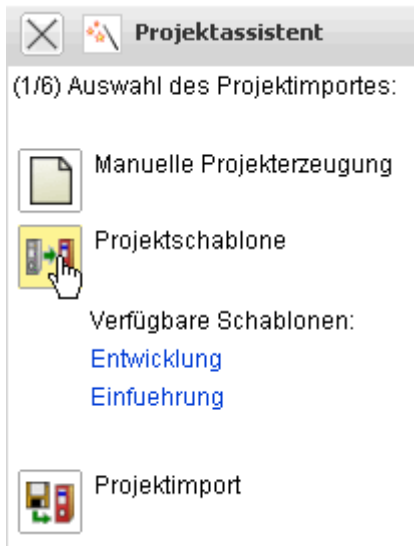 Projektassistent
(1/6) Auswahl des Projektimportes:
Manuelle Projekterzeugung
Projektschablone
Verfügbare Schablonen:
Entwicklung
Einfuehrung
Projektimport